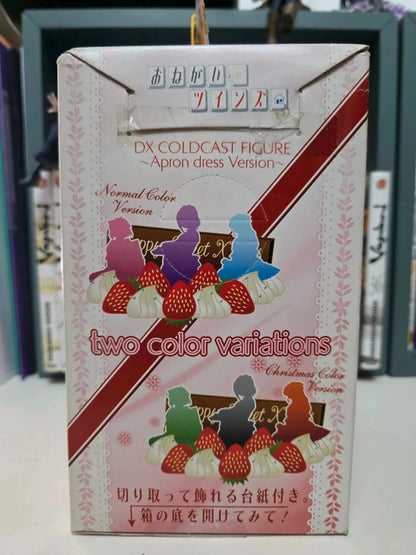 おねがい
ツインズ
DX COLDCAST FIGURE
~Apron dress Version~
Normal Color
Version
two color variations
Christmas Color
Version
切り取って飾れる台紙付き。
箱の底を開けてみて！
Vagabond
36